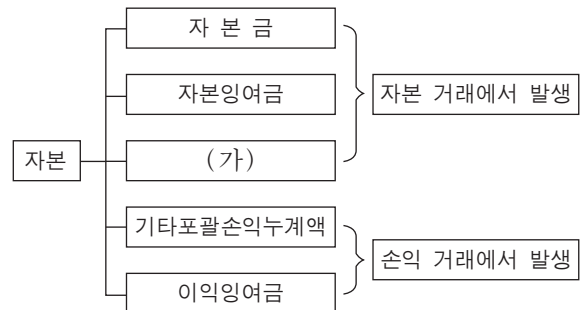 자 본 금
자본잉여금
자본 거래에서 발생
자본
(가)
기타포괄손익누계액
손익 거래에서 발생
이익잉여금